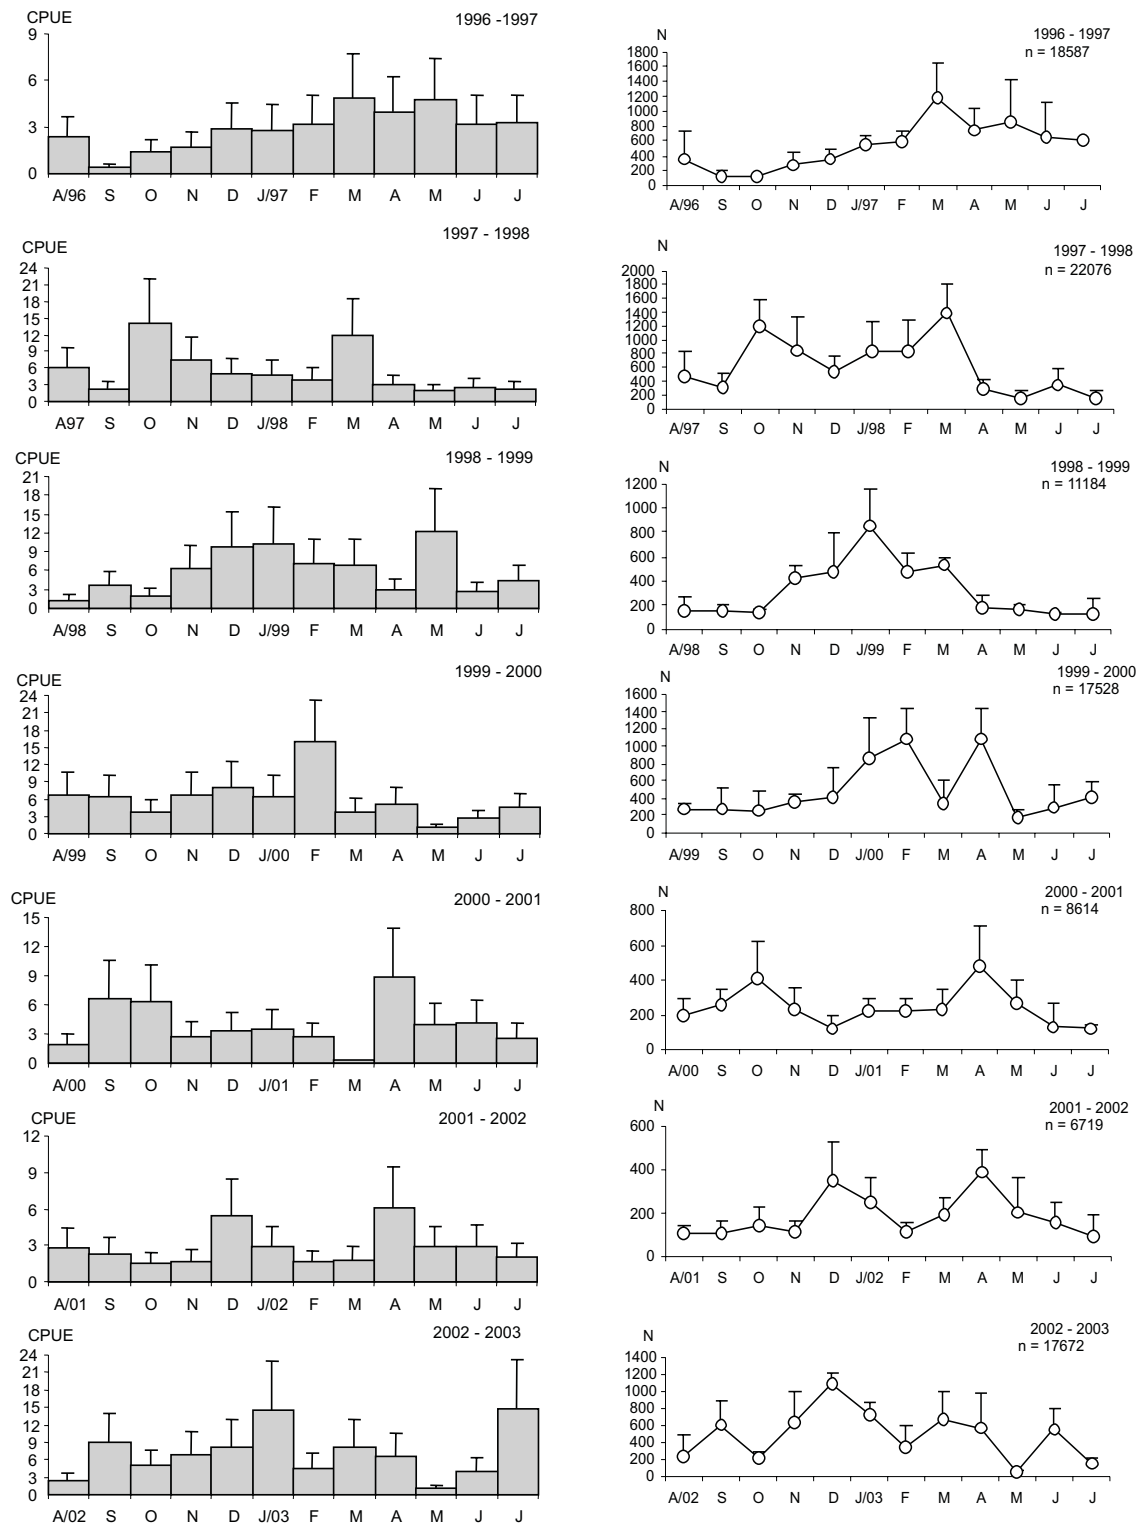 CPUE
1996 -1997
9
6
3
0
A/96 S O N D J/97 F M A M J J
N
1996 - 1997
n = 18587
1800
1600
1400
1200
1000
800
600
400
200
0
A/96 S O N D J/97 F M A M J J
CPUE
1997 - 1998
24
21
18
15
12
9
6
3
0
A97 S O N D J/98 F M A M J J
N
1997 - 1998
n = 22076
2000
1800
1600
1400
1200
1000
800
600
400
200
0
A/97 S O N D J/98 F M A M J J
CPUE
1998 - 1999
21
18
15
12
9
6
3
0
A/98 S O N D J/99 F M A M J J
N
1998 - 1999
n = 11184
1200
1000
800
600
400
200
0
A/98 S O N D J/99 F M A M J J
CPUE
1999 - 2000
24
21
18
15
12
9
6
3
0
A/99 S O N D J/00 F M A M J J
N
1999 - 2000
n = 17528
1600
1400
1200
1000
800
600
400
200
0
A/99 S O N D J/00 F M A M J J
CPUE
2000 - 2001
15
12
9
6
3
0
A/00 S O N D J/01 F M A M J J
N
2000 - 2001
n = 8614
800
600
400
200
0
A/00 S O N D J/01 F M A M J J
CPUE
2001 - 2002
12
9
6
3
0
A/01 S O N D J/02 F M A M J J
N
2001 - 2002
n = 6719
600
400
200
0
A/01 S O N D J/02 F M A M J J
CPUE
2002 - 2003
24
21
18
15
12
9
6
3
0
A/02 S O N D J/03 F M A M J J
N
2002 - 2003
n = 17672
1400
1200
1000
800
600
400
200
0
A/02 S O N D J/03 F M A M J J